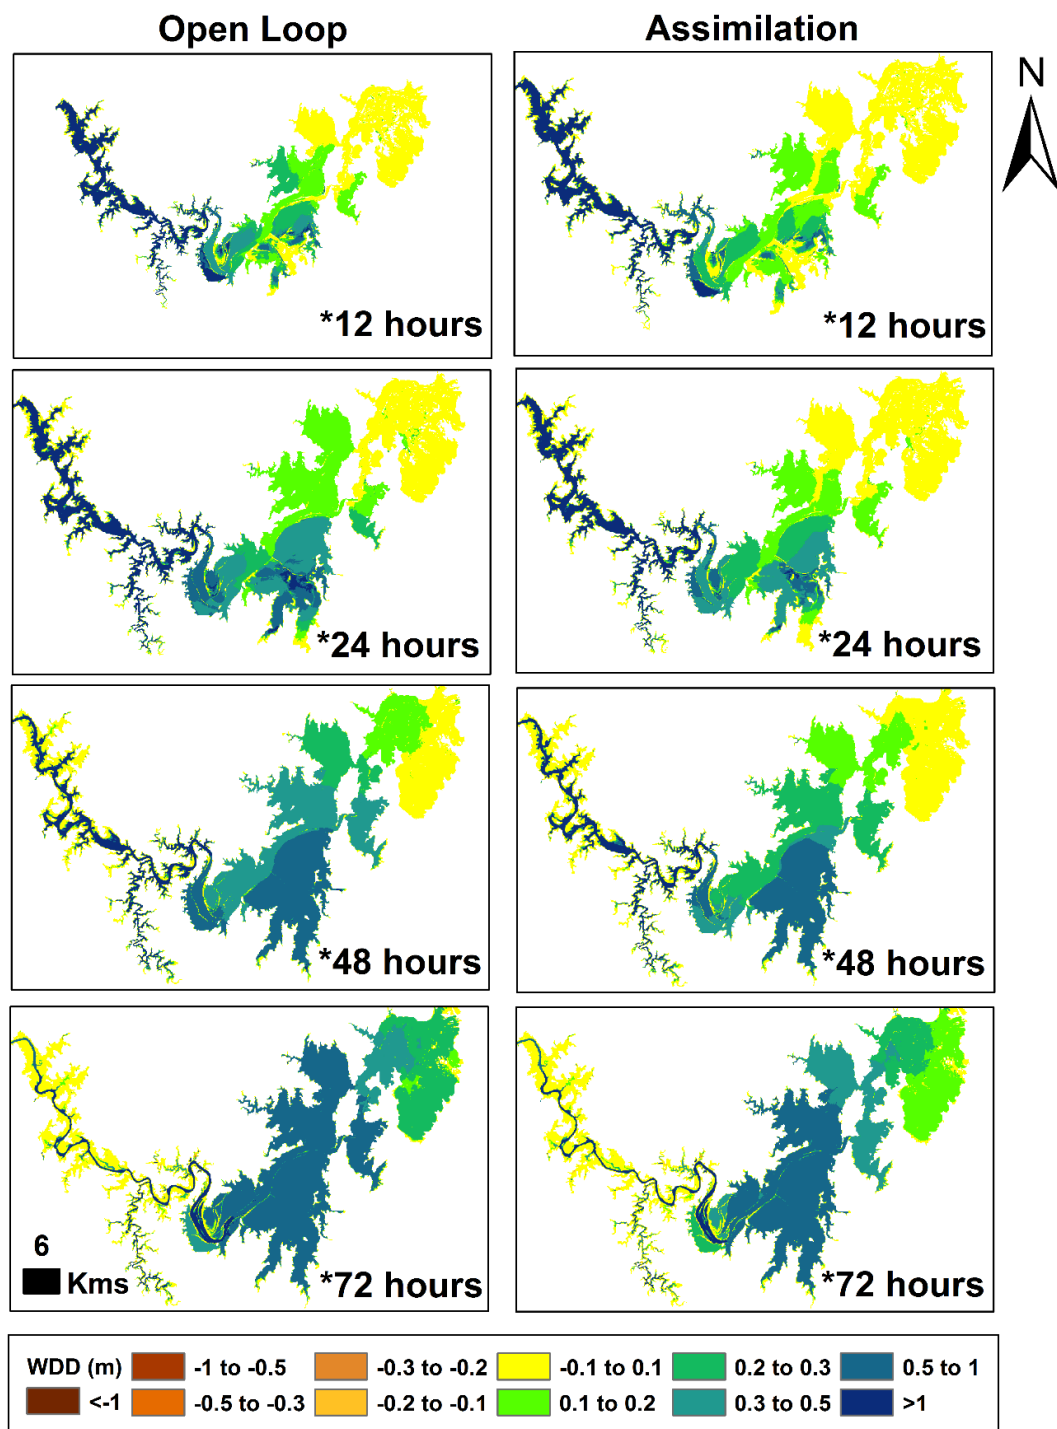 Open Loop Assimilation
N
*12 hours *12 hours
*24 hours *24 hours
*48 hours *48 hours
6
Kms
*72 hours *72 hours
WDD (m) -1 to -0.5 -0.3 to -0.2 -0.1 to 0.1 0.2 to 0.3 0.5 to 1
<-1 -0.5 to -0.3 -0.2 to -0.1 0.1 to 0.2 0.3 to 0.5 >1